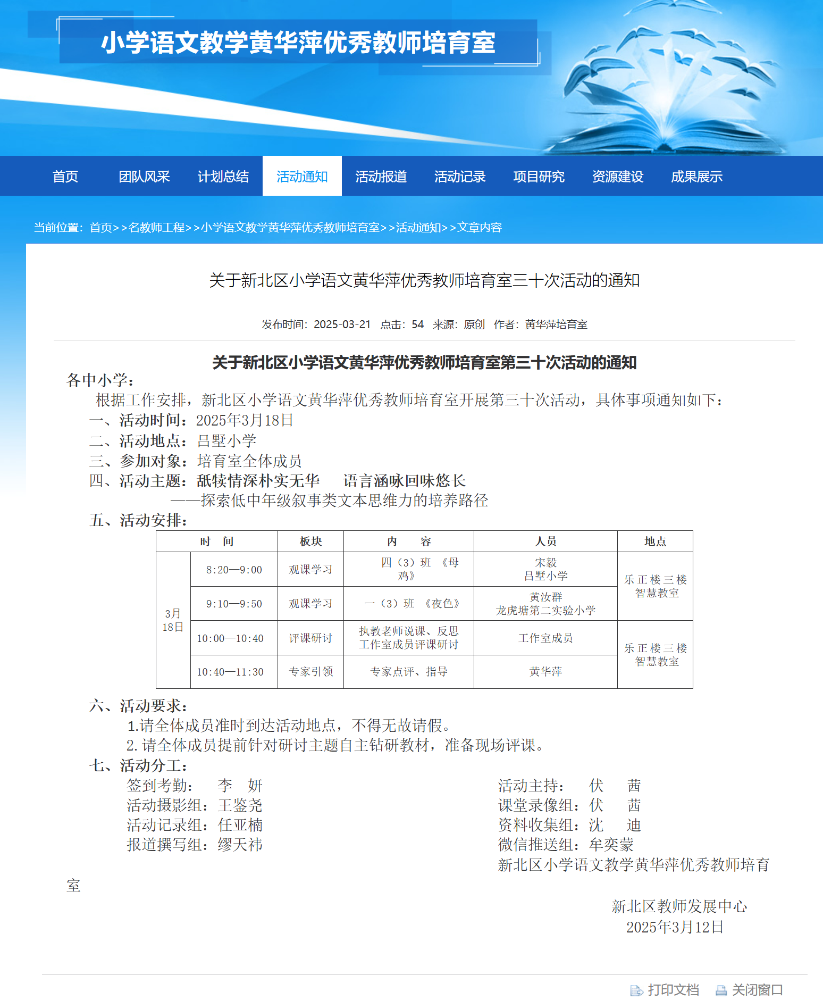 小学语文教学黄华萍优秀教师培育室
首页 团队风采 计划总结 活动通知 活动报道 活动记录 项目研究 资源建设 成果展示
当前位置：首页>>名教师工程>>小学语文教学黄华萍优秀教师培育室>>活动通知>>文章内容
关于新北区小学语文黄华萍优秀教师培育室三十次活动的通知
发布时间：2025-03-21 点击：54 来源：原创 作者：黄华萍培育室
关于新北区小学语文黄华萍优秀教师培育室第三十次活动的通知
各中小学：
根据工作安排，新北区小学语文黄华萍优秀教师培育室开展第三十次活动，具体事项通知如下：
一、活动时间：2025年3月18日
二、活动地点：吕墅小学
三、参加对象：培育室全体成员
四、活动主题：舐犊情深朴实无华 语言涵咏回味悠长
——探索低中年级叙事类文本思维力的培养路径
五、活动安排：
时 间 板块 内 容 人员 地点
3月
18日
8:20—9:00 观课学习 四（3）班 《母
鸡》
宋毅
吕墅小学
乐正楼三楼
智慧教室
9:10—9:50 观课学习 一（3）班 《夜色》
黄汝群
龙虎塘第二实验小学
10:00—10:40 评课研讨 执教老师说课、反思
工作室成员评课研讨
工作室成员
乐正楼三楼
智慧教室
10:40—11:30 专家引领 专家点评、指导 黄华萍
六、活动要求：
1.请全体成员准时到达活动地点，不得无故请假。
2.请全体成员提前针对研讨主题自主钻研教材，准备现场评课。
七、活动分工：
签到考勤： 李 妍 活动主持： 伏 茜
活动摄影组：王鉴尧 课堂录像组：伏 茜
活动记录组：任亚楠 资料收集组：沈 迪
报道撰写组：缪天祎 微信推送组：牟奕蒙
新北区小学语文教学黄华萍优秀教师培育
室
新北区教师发展中心
2025年3月12日
打印文档 关闭窗口